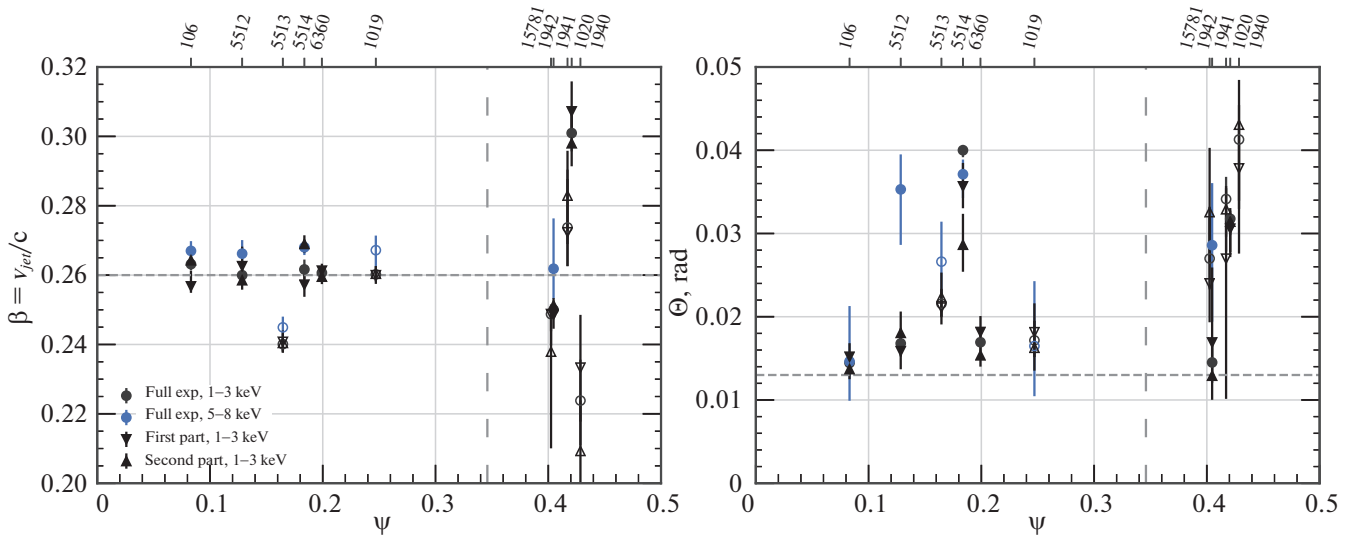 106 5512 5513 5514 6360 1019 15781 1942 1941 1020 1940
0.32
0.30
0.28
0.26
0.24
0.22
0.20
β = v_jet/c
Full exp, 1–3 keV
Full exp, 5–8 keV
First part, 1–3 keV
Second part, 1–3 keV
0 0.1 0.2 0.3 0.4 0.5
ψ
106 5512 5513 5514 6360 1019 15781 1942 1941 1020 1940
0.05
0.04
0.03
0.02
0.01
0
Θ, rad
0 0.1 0.2 0.3 0.4 0.5
ψ